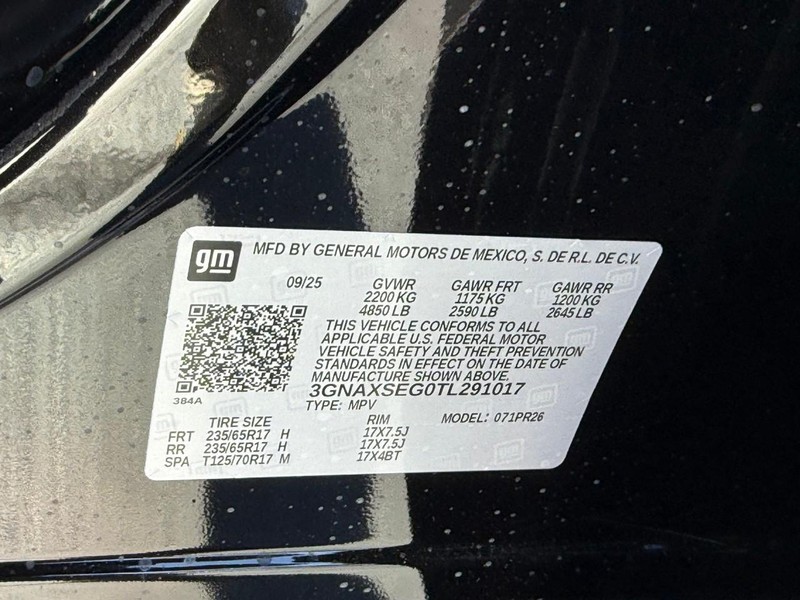 gm MFD BY GENERAL MOTORS DE MEXICO, S. DE R.L. DE C.V.
09/25 GVWR GAWR FRT GAWR RR
2200 KG 1175 KG 1200 KG
4850 LB 2590 LB 2645 LB
THIS VEHICLE CONFORMS TO ALL
APPLICABLE U.S. FEDERAL MOTOR
VEHICLE SAFETY AND THEFT PREVENTION
STANDARDS IN EFFECT ON THE DATE OF
MANUFACTURE SHOWN ABOVE.
3GNAXSEG0TL291017
384A
TYPE: MPV
TIRE SIZE RIM MODEL: 071PR26
FRT 235/65R17 H 17X7.5J
RR 235/65R17 H 17X7.5J
SPA T125/70R17 M 17X4BT